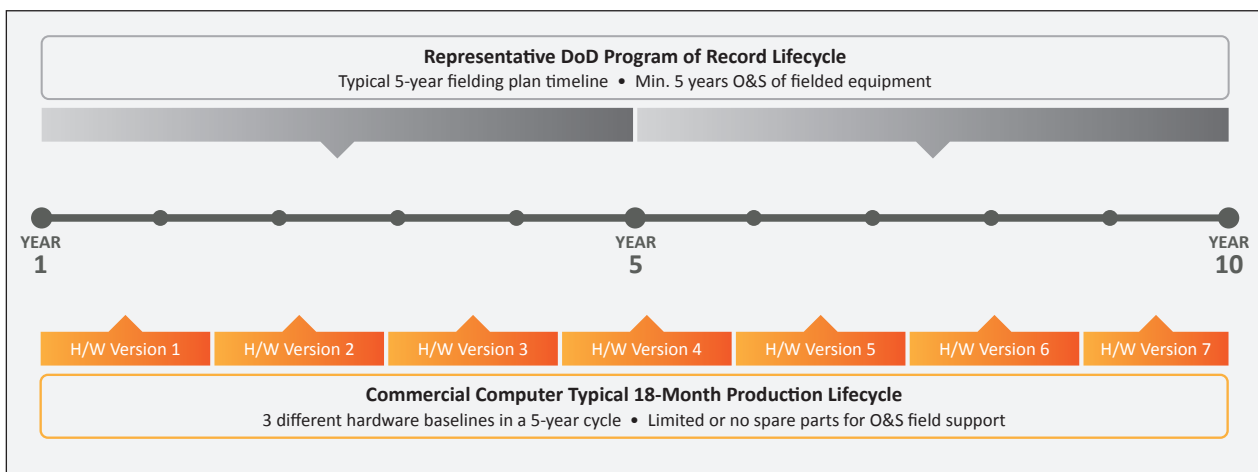 Representative DoD Program of Record Lifecycle
Typical 5-year fielding plan timeline • Min. 5 years O&S of fielded equipment
YEAR
1
YEAR
5
YEAR
10
H/W Version 1
H/W Version 2
H/W Version 3
H/W Version 4
H/W Version 5
H/W Version 6
H/W Version 7
Commercial Computer Typical 18-Month Production Lifecycle
3 different hardware baselines in a 5-year cycle • Limited or no spare parts for O&S field support